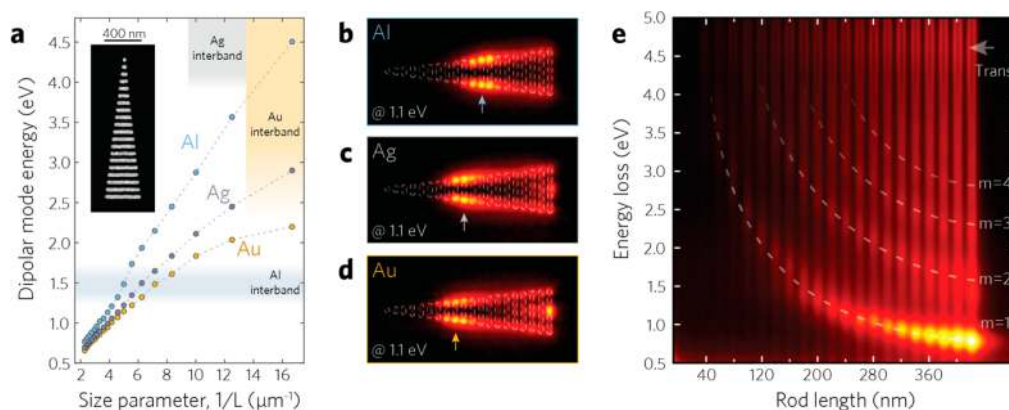 a
400 nm
Ag
interband
Au
interband
Al
Ag
Au
Al
interband
4.5
4.0
3.5
3.0
2.5
2.0
1.5
1.0
0.5
Dipolar mode energy (eV)
2 4 6 8 10 12 14 16
Size parameter, 1/L (μm⁻¹)
b
Al
@ 1.1 eV
c
Ag
@ 1.1 eV
d
Au
@ 1.1 eV
e
5.0
4.5
4.0
3.5
3.0
2.5
2.0
1.5
1.0
0.5
Energy loss (eV)
Trans
m=4
m=3
m=2
m=1
40 120 200 280 360
Rod length (nm)